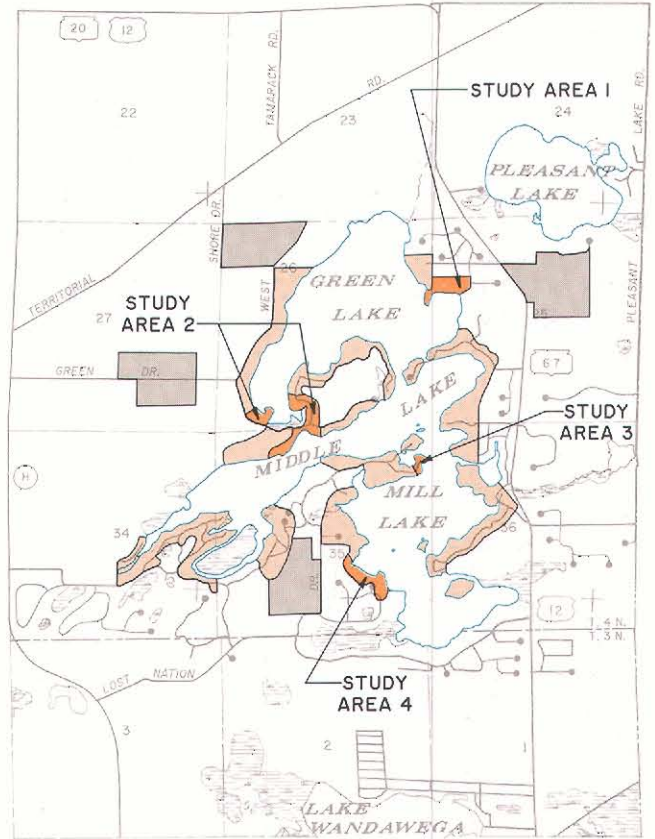 20 12
TAMARACK RD.
RD.
STUDY AREA 1
24
LAKE RD.
22
23
PLEASANT
LAKE
SHORE DR.
26
GREEN
LAKE
WEST
TERRITORIAL
STUDY
AREA 2
27
25
PLEASANT
GREEN DR.
67
LAKE
STUDY
AREA 3
MIDDLE
H
MILL
LAKE
34
35
36
DR.
12
T. 4 N.
T. 3 N.
LOST NATION
STUDY
AREA 4
3
2
1
LAKE
WANDAWEGA